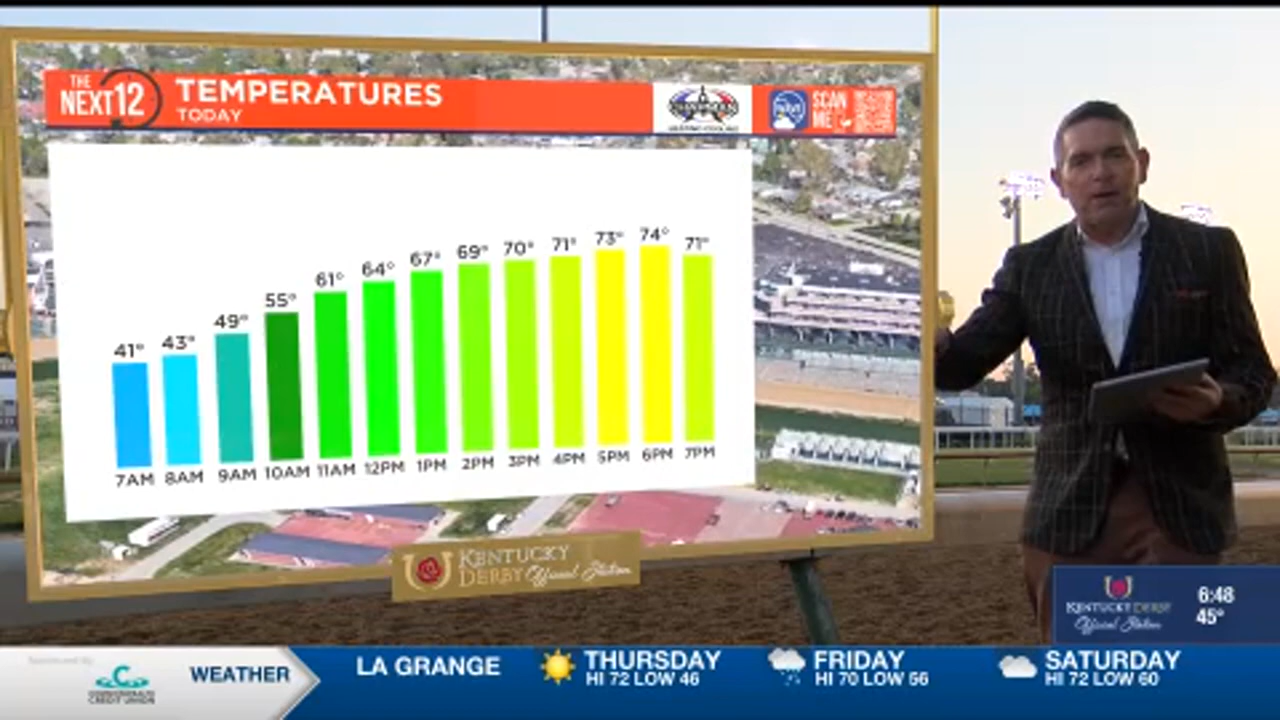 THE
NEXT 12
TEMPERATURES
TODAY
SCAN
ME
41° 43° 49° 55° 61° 64° 67° 69° 70° 71° 73° 74° 71°
7AM 8AM 9AM 10AM 11AM 12PM 1PM 2PM 3PM 4PM 5PM 6PM 7PM
KENTUCKY
DERBY Official Station
KENTUCKY DERBY
Official Station
6:48
45°
WEATHER
LA GRANGE
THURSDAY
HI 72 LOW 46
FRIDAY
HI 70 LOW 56
SATURDAY
HI 72 LOW 60